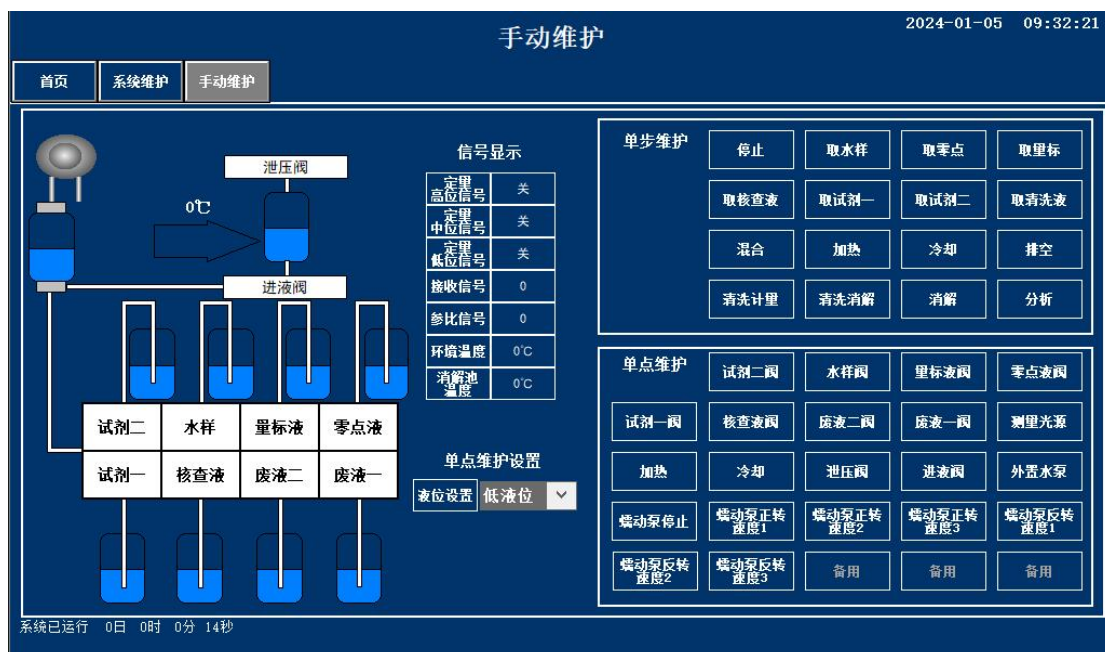 手动维护
2024-01-05 09:32:21
首页
系统维护
手动维护
泄压阀
0℃
进液阀
试剂二
水样
量标液
零点液
试剂一
核查液
废液二
废液一
信号显示
定量
高位信号
关
定量
中位信号
关
定量
低位信号
关
接收信号
0
参比信号
0
环境温度
0℃
消解池
温度
0℃
单点维护设置
液位设置
低液位
单步维护
停止
取水样
取零点
取量标
取核查液
取试剂一
取试剂二
取清洗液
混合
加热
冷却
排空
清洗计量
清洗消解
消解
分析
单点维护
试剂二阀
水样阀
量标液阀
零点液阀
试剂一阀
核查液阀
废液二阀
废液一阀
测量光源
加热
冷却
泄压阀
进液阀
外置水泵
蠕动泵停止
蠕动泵正转
速度1
蠕动泵正转
速度2
蠕动泵正转
速度3
蠕动泵反转
速度1
蠕动泵反转
速度2
蠕动泵反转
速度3
备用
备用
备用
系统已运行 0日 0时 0分 14秒